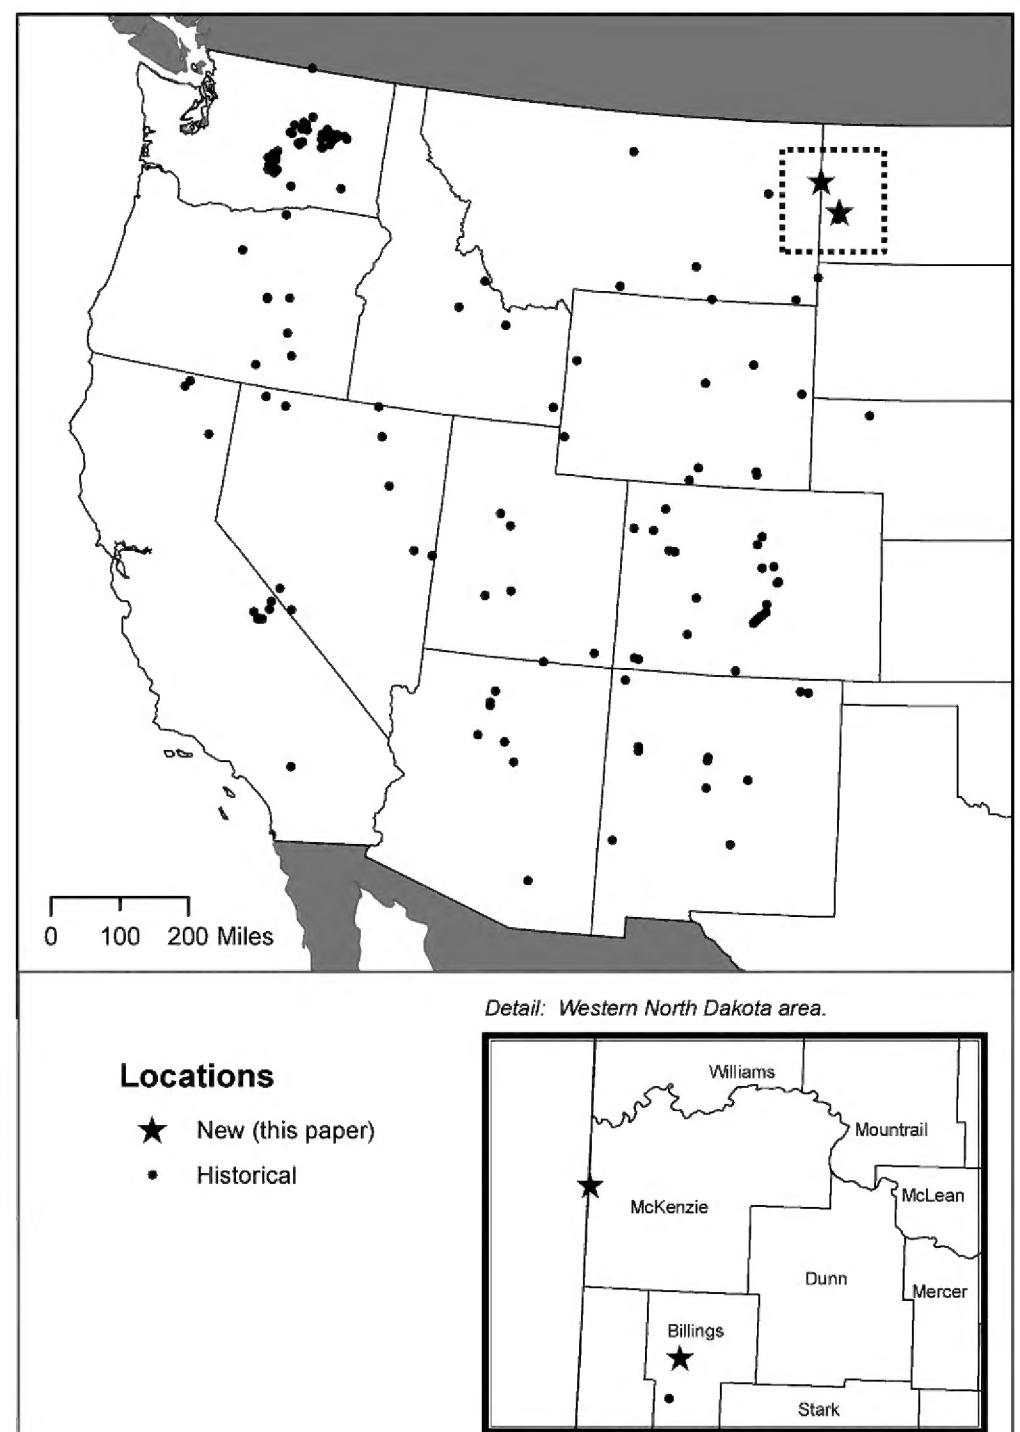 0 100 200 Miles
Detail: Western North Dakota area.
Locations
New (this paper)
Historical
Williams
Mountrail
McLean
McKenzie
Dunn
Mercer
Billings
Stark